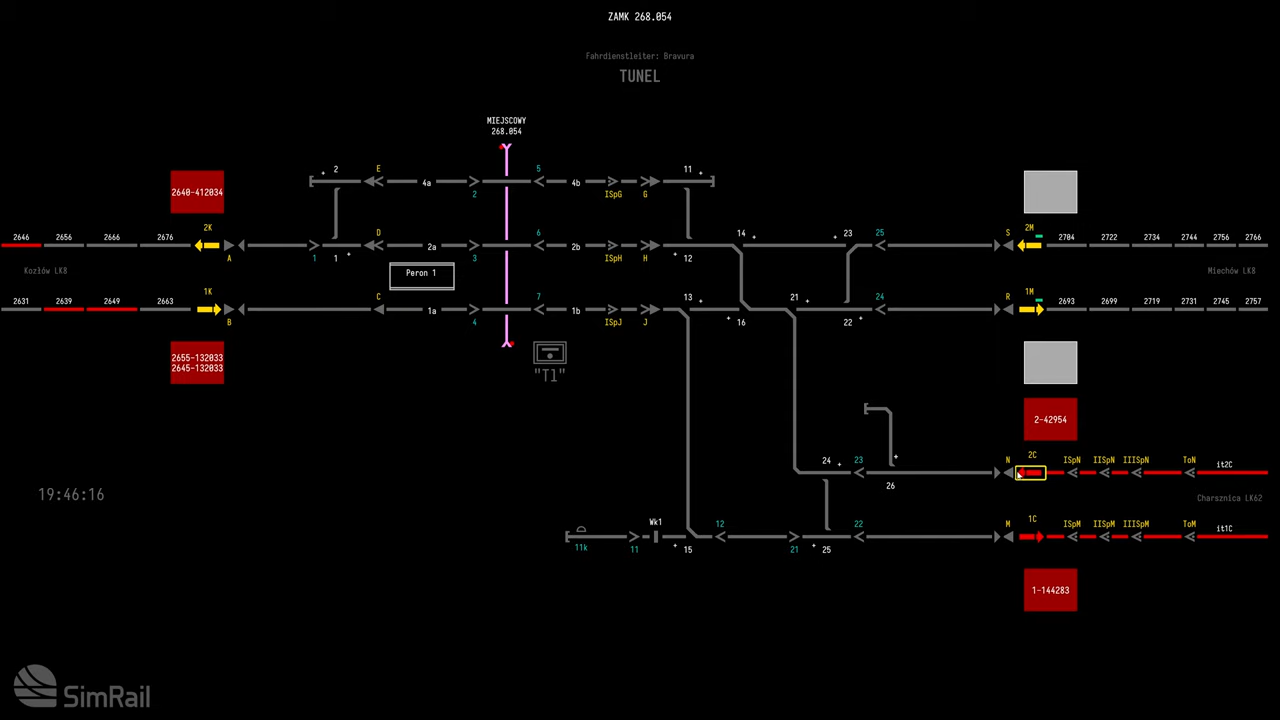 ZAMK 268.054
Fahrdienstleiter: Bravura
TUNEL
MIEJSCOWY
268.054
2 E 5 11
4a 4b
2 ISpG G
2640-412034
2K 2M
2646 2656 2666 2676 D 6 14 23 25 S 2704 2722 2734 2744 2756 2766
2a 2b
A 1 1 3 ISpH H 12
Kozłów LK8 Peron 1 Miechów LK8
1K 1M
2631 2639 2649 2663 C 7 13 21 24 R 2693 2699 2719 2731 2745 2757
1a 1b
B 4 ISpJ J 16 22
2655-132033
2645-132033
"T1"
2-42954
24 23 N 2C ISpN IISpN IIISpN ToN it2C
26
19:46:16 Charsznica LK62
Wk1 12 22 M 1C ISpM IISpM IIISpM ToM it1C
11k 11 15 21 25
1-144283
SimRail